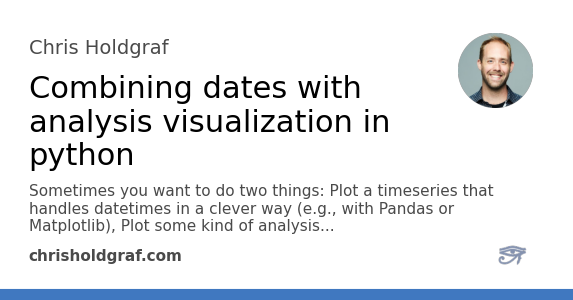 Chris Holdgraf
Combining dates with
analysis visualization in
python
Sometimes you want to do two things: Plot a timeseries that
handles datetimes in a clever way (e.g., with Pandas or
Matplotlib), Plot some kind of analysis...
chrisholdgraf.com